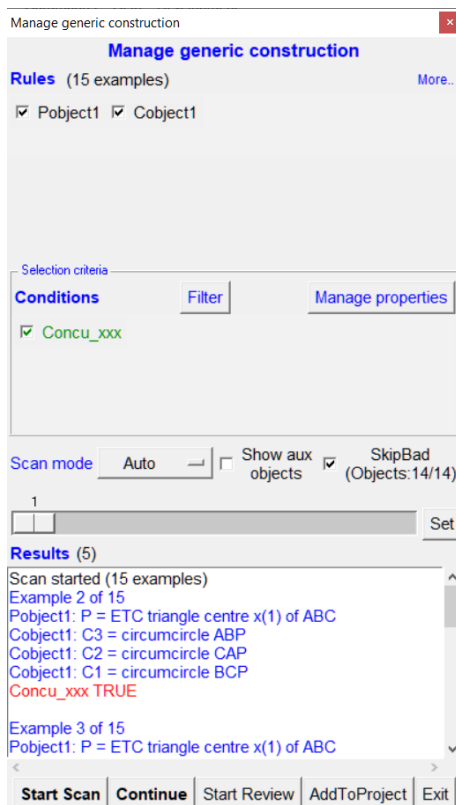 Manage generic construction
Manage generic construction
Rules (15 examples) More..
Pobject1 Cobject1
Selection criteria
Conditions Filter Manage properties
Concu_xxx
Scan mode Auto Show aux objects SkipBad (Objects:14/14)
1
Set
Results (5)
Scan started (15 examples)
Example 2 of 15
Pobject1: P = ETC triangle centre x(1) of ABC
Cobject1: C3 = circumcircle ABP
Cobject1: C2 = circumcircle CAP
Cobject1: C1 = circumcircle BCP
Concu_xxx TRUE
Example 3 of 15
Pobject1: P = ETC triangle centre x(1) of ABC
Start Scan Continue Start Review AddToProject Exit